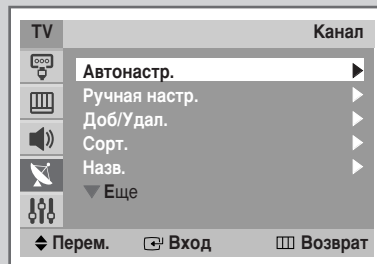 TV Канал
Автонастр.
Ручная настр.
Доб/Удал.
Сорт.
Назв.
Еще
Перем. Вход Возврат